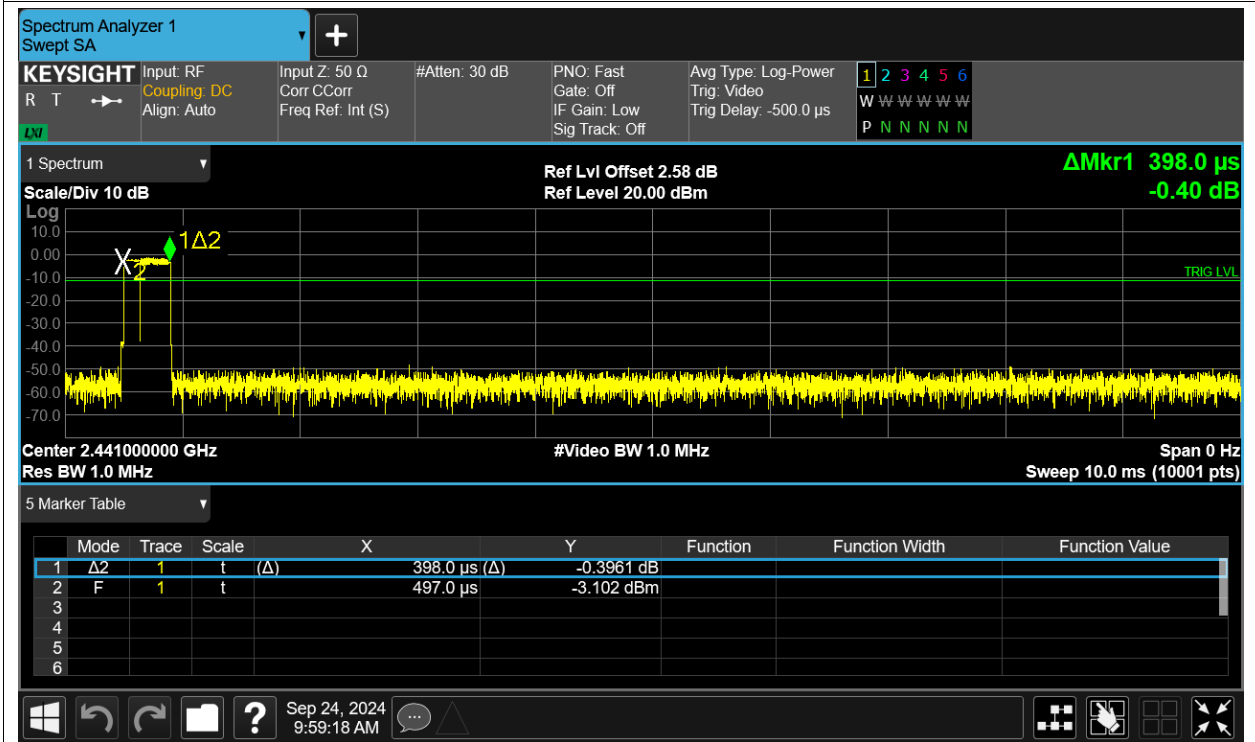 Spectrum Analyzer 1
Swept SA
+
KEYSIGHT
R T
LXI
Input: RF
Coupling: DC
Align: Auto
Input Z: 50 Ω
Corr CCorr
Freq Ref: Int (S)
#Atten: 30 dB
PNO: Fast
Gate: Off
IF Gain: Low
Sig Track: Off
Avg Type: Log-Power
Trig: Video
Trig Delay: -500.0 µs
1 2 3 4 5 6
W W W W W W
P N N N N N
1 Spectrum
Scale/Div 10 dB
Ref Lvl Offset 2.58 dB
Ref Level 20.00 dBm
ΔMkr1 398.0 µs
-0.40 dB
Log
10.0
0.00
-10.0
-20.0
-30.0
-40.0
-50.0
-60.0
-70.0
1Δ2
X2
TRIG LVL
Center 2.441000000 GHz
#Video BW 1.0 MHz
Span 0 Hz
Res BW 1.0 MHz
Sweep 10.0 ms (10001 pts)
5 Marker Table
Mode Trace Scale X Y Function Function Width Function Value
1 Δ2 1 t (Δ) 398.0 µs (Δ) -0.3961 dB
2 F 1 t 497.0 µs -3.102 dBm
3
4
5
6
?
Sep 24, 2024
9:59:18 AM